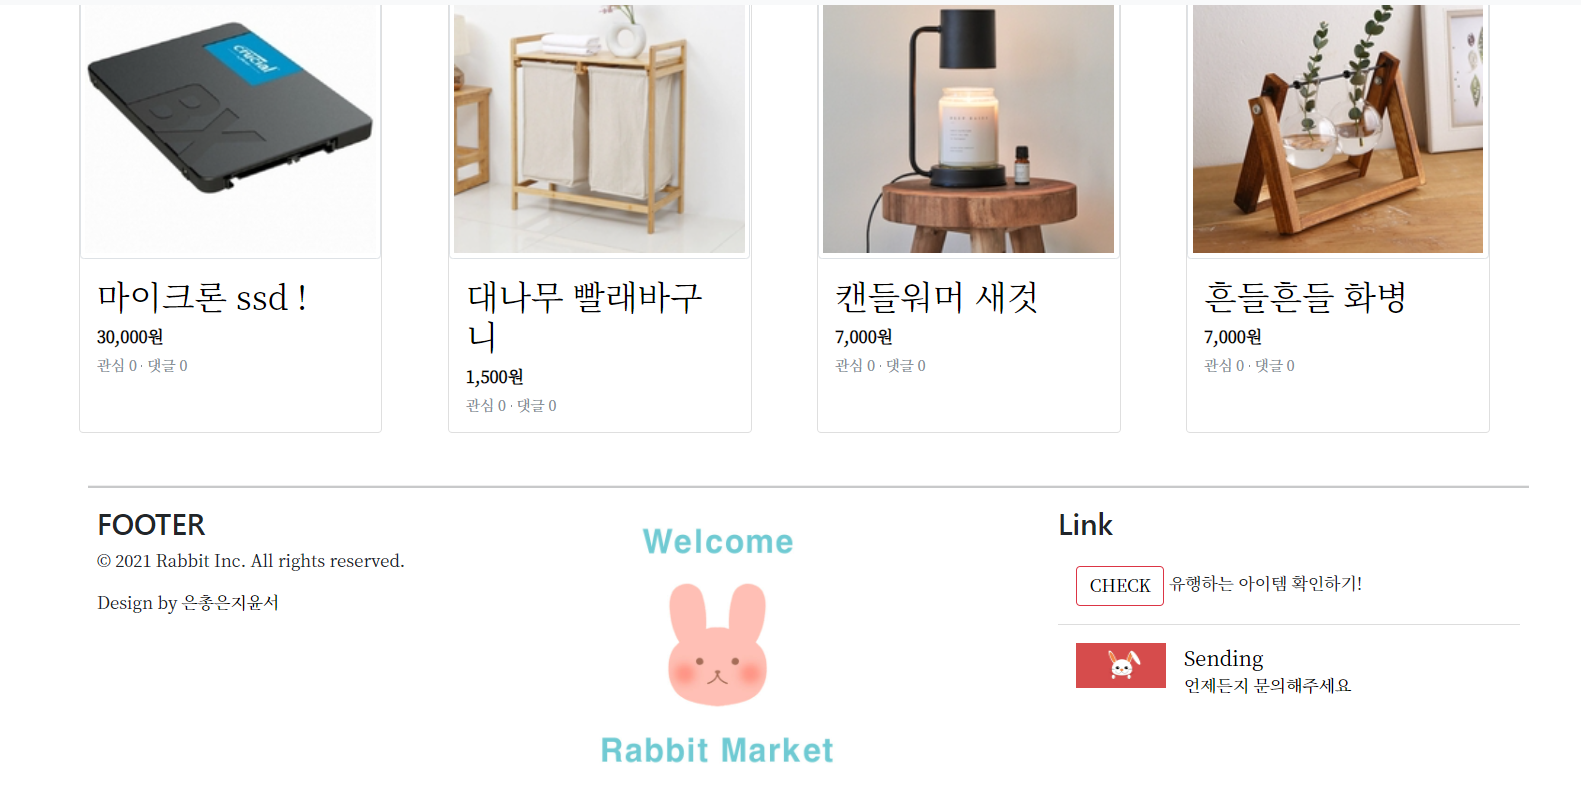 crucial
BX
마이크론 ssd !
30,000원
관심 0 · 댓글 0
대나무 빨래바구
니
1,500원
관심 0 · 댓글 0
캔들워머 새것
7,000원
관심 0 · 댓글 0
흔들흔들 화병
7,000원
관심 0 · 댓글 0
FOOTER
© 2021 Rabbit Inc. All rights reserved.
Design by 은총은지윤서
Welcome
Rabbit Market
Link
CHECK 유행하는 아이템 확인하기!
Sending
언제든지 문의해주세요